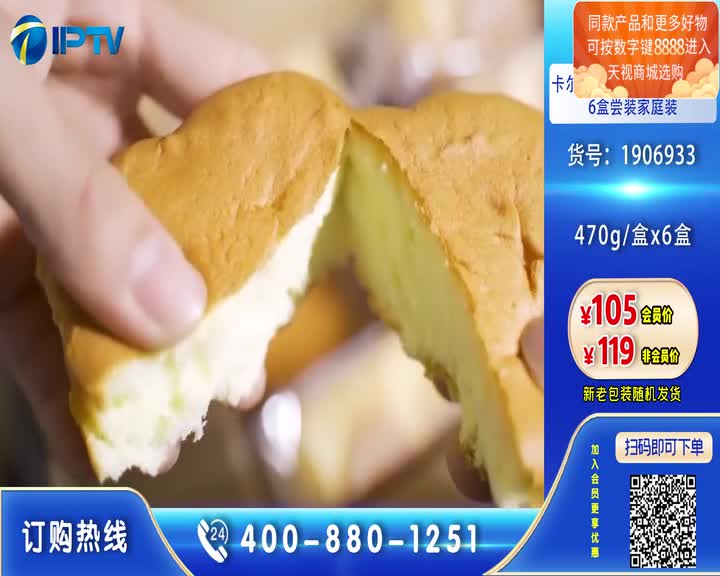 IPTV
同款产品和更多好物
可按数字键8888进入
天视商城选购
卡尔
6盒尝装家庭装
货号：1906933
470g/盒x6盒
¥105 会员价
¥119 非会员价
新老包装随机发货
加入会员更享优惠
扫码即可下单
订购热线
24
400-880-1251